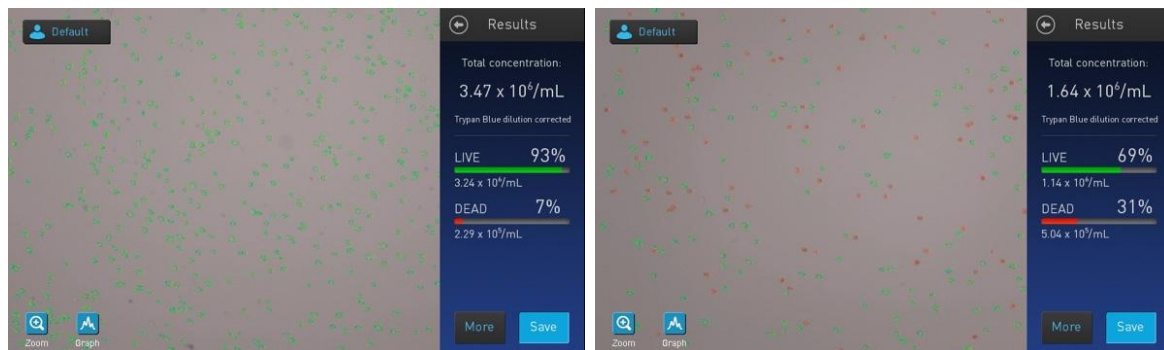 Default
Results
Total concentration:
3.47 x 10⁶/mL
Trypan Blue dilution corrected
LIVE 93%
3.24 x 10⁶/mL
DEAD 7%
2.29 x 10⁵/mL
Zoom
Graph
More
Save
Default
Results
Total concentration:
1.64 x 10⁶/mL
Trypan Blue dilution corrected
LIVE 69%
1.14 x 10⁶/mL
DEAD 31%
5.04 x 10⁵/mL
Zoom
Graph
More
Save